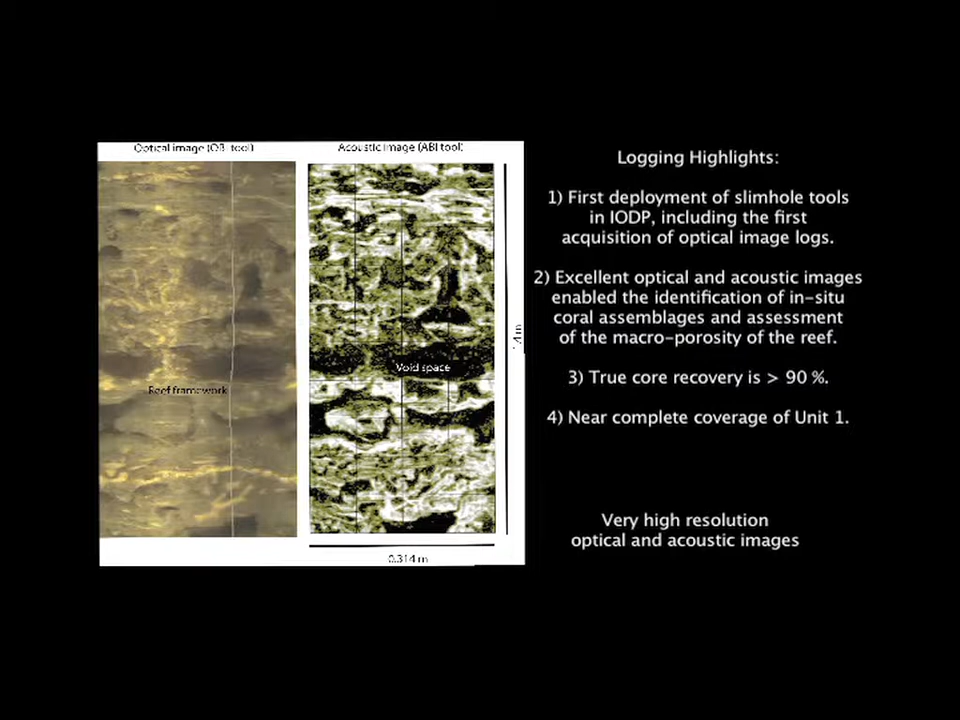 Optical image (OBI tool)
Acoustic image (ABI tool)
Reef framework
Void space
0.314 m
Logging Highlights:
1) First deployment of slimhole tools
in IODP, including the first
acquisition of optical image logs.
2) Excellent optical and acoustic images
enabled the identification of in-situ
coral assemblages and assessment
of the macro-porosity of the reef.
3) True core recovery is > 90 %.
4) Near complete coverage of Unit 1.
Very high resolution
optical and acoustic images